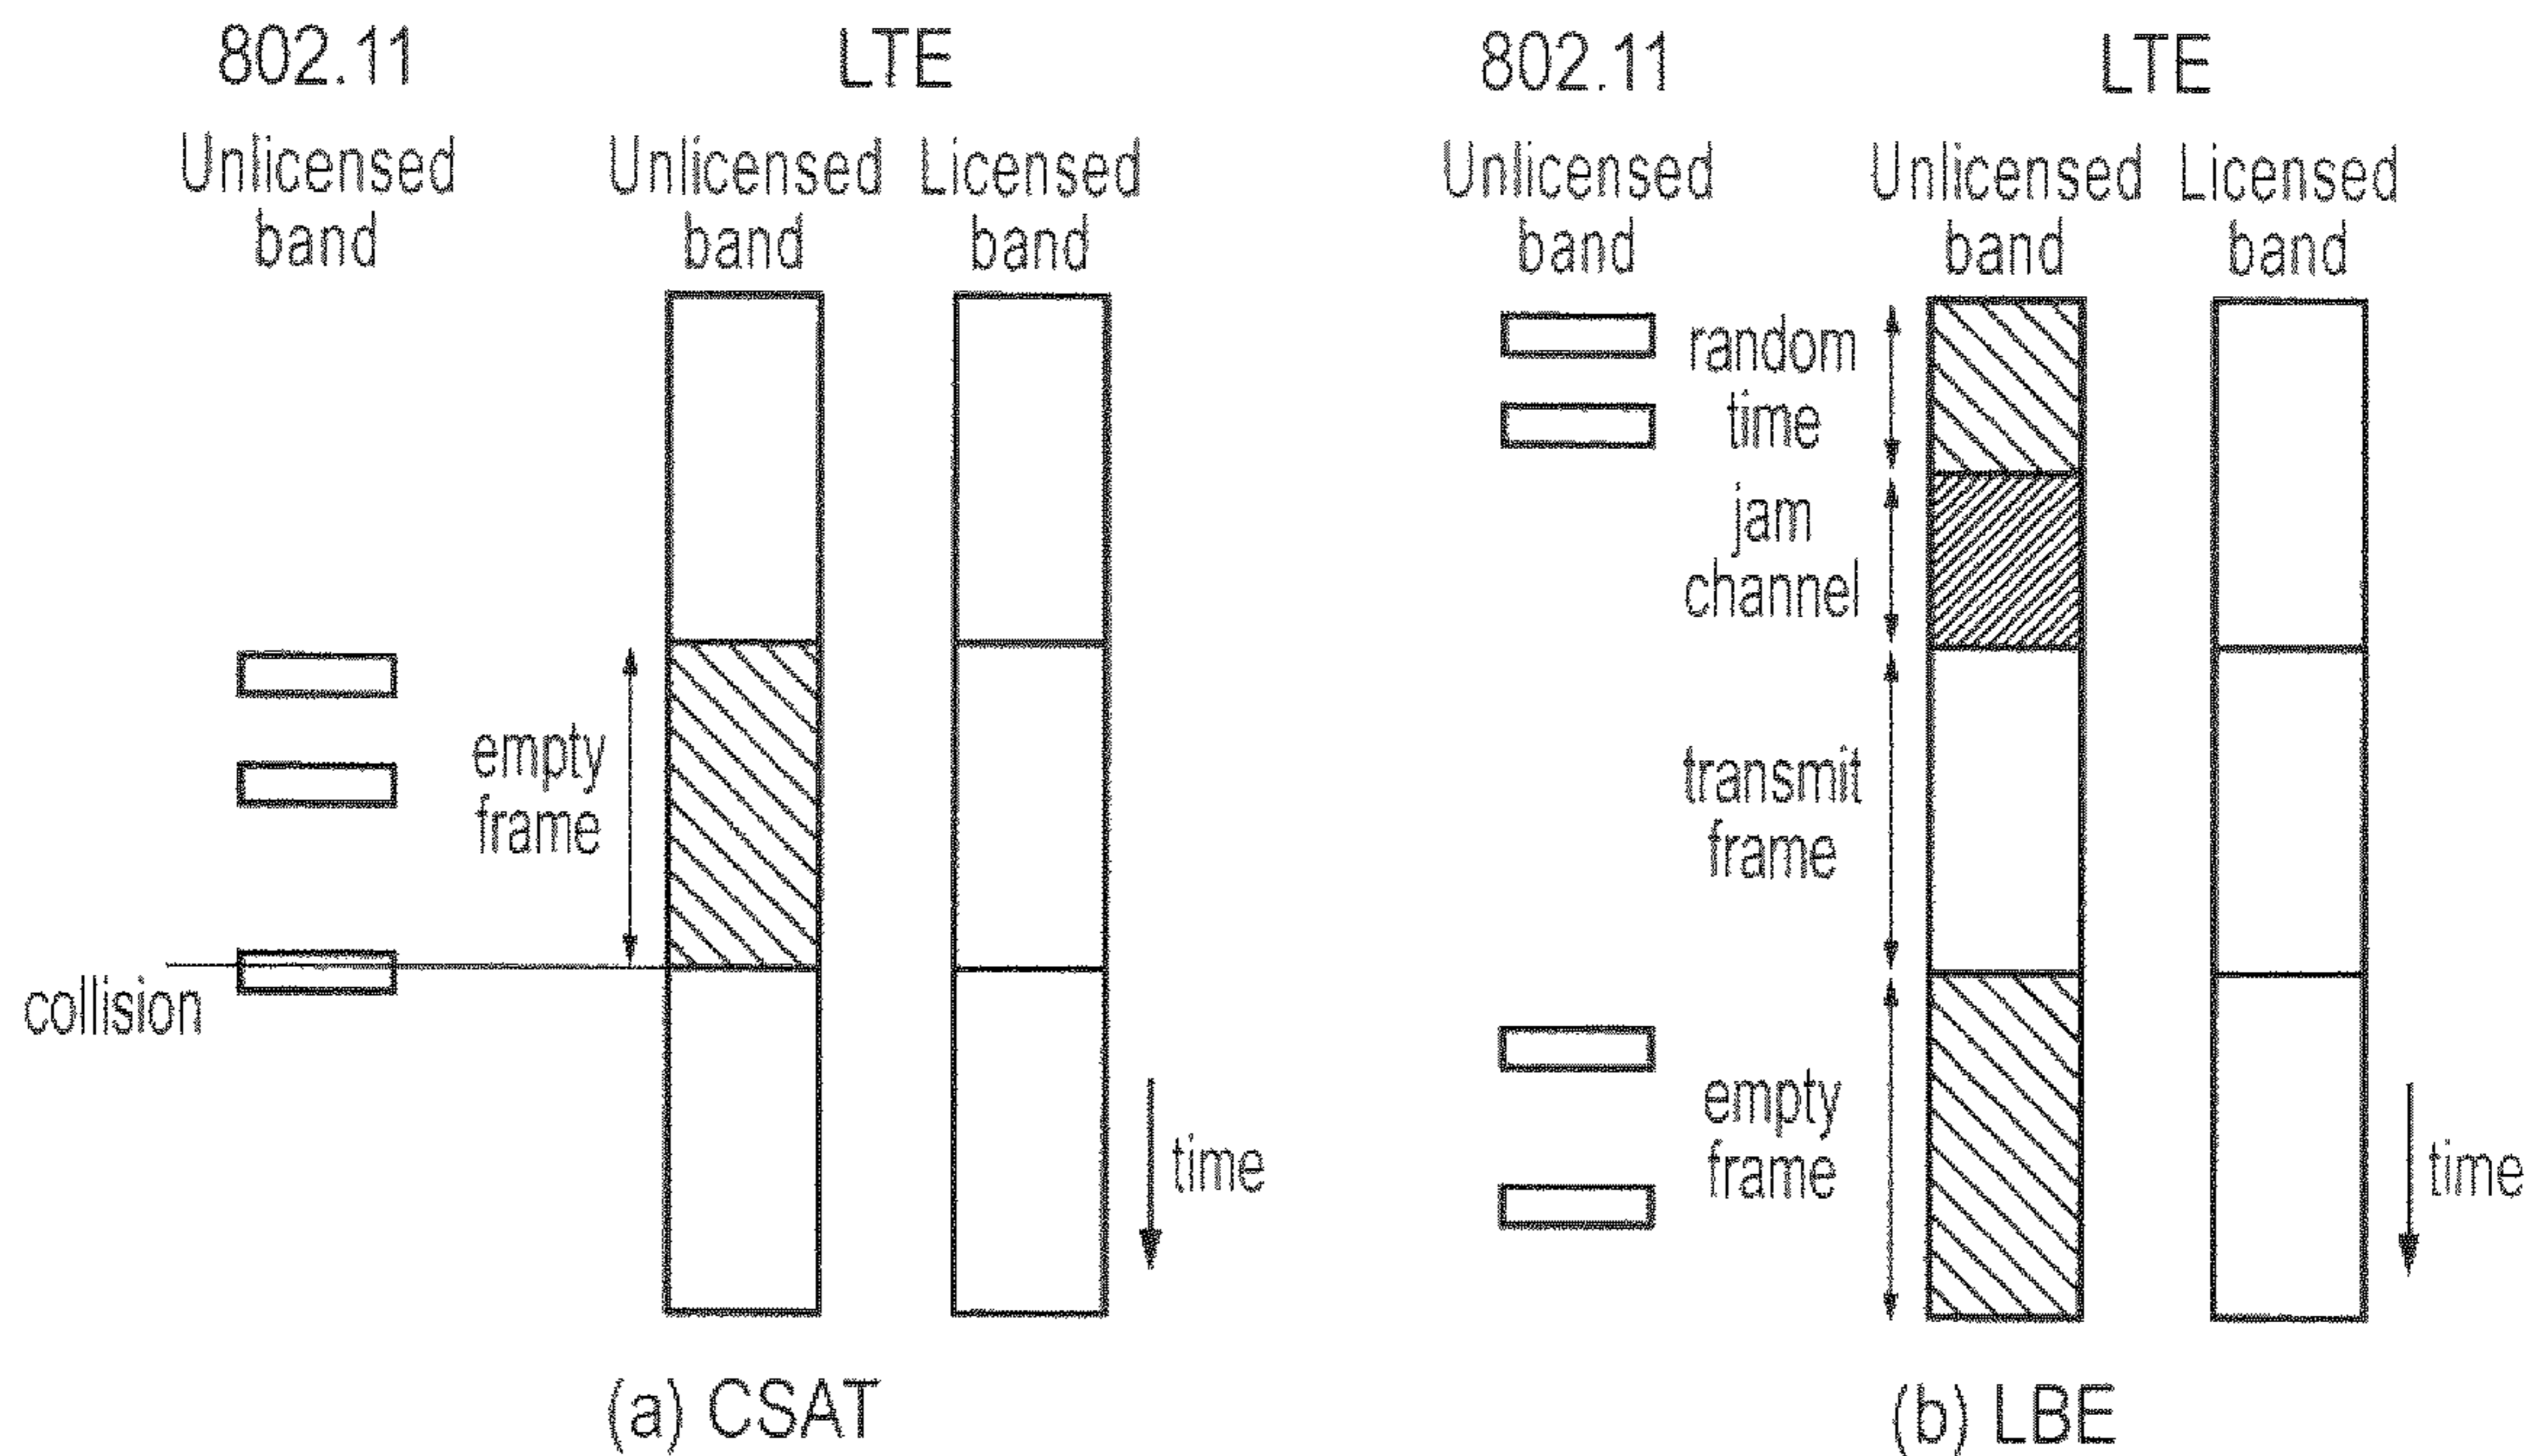 802.11 LTE
Unlicensed band
Unlicensed band
Licensed band
empty
frame
collision
time
(a) CSAT
802.11 LTE
Unlicensed band
Unlicensed band
Licensed band
random
time
jam
channel
transmit
frame
empty
frame
time
(b) LBE